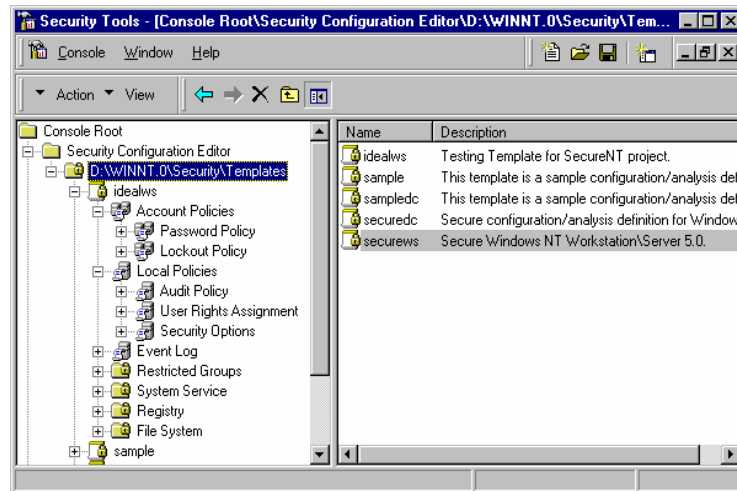 Security Tools - [Console Root\Security Configuration Editor\D:\WINNT.0\Security\Tem...
Console Window Help
Action View
Console Root
Security Configuration Editor
D:\WINNT.0\Security\Templates
idealws
Account Policies
Password Policy
Lockout Policy
Local Policies
Audit Policy
User Rights Assignment
Security Options
Event Log
Restricted Groups
System Service
Registry
File System
sample
Name Description
idealws Testing Template for SecureNT project.
sample This template is a sample configuration/analysis def
sampledc This template is a sample configuration/analysis def
securedc Secure configuration/analysis definition for Window
securews Secure Windows NT Workstation\Server 5.0.